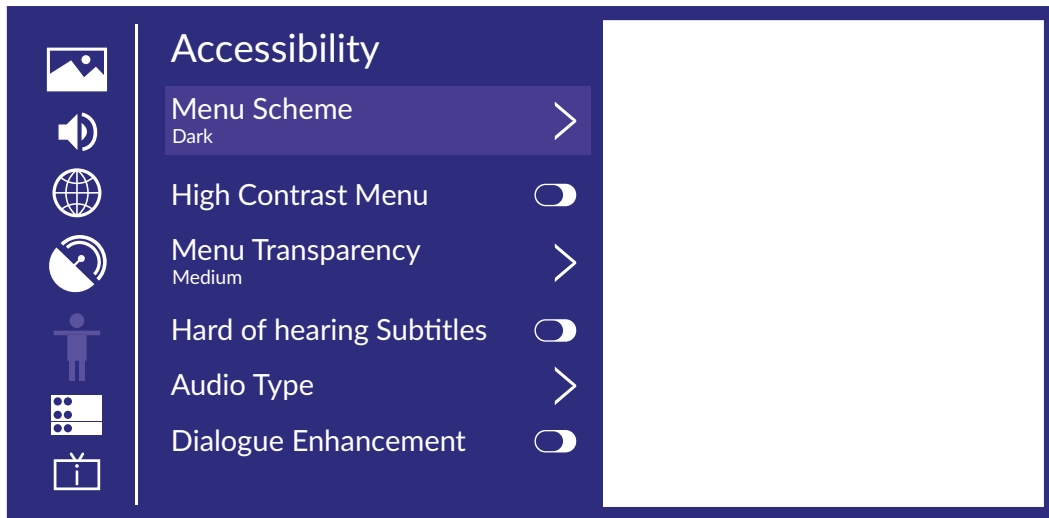 Accessibility
Menu Scheme
Dark
High Contrast Menu
Menu Transparency
Medium
Hard of hearing Subtitles
Audio Type
Dialogue Enhancement
i